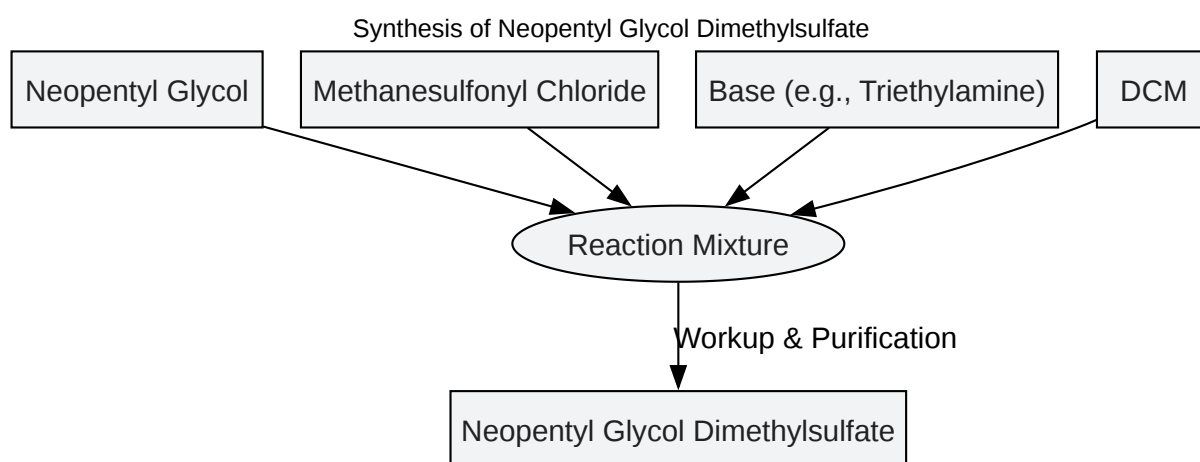 Synthesis of Neopentyl Glycol Dimethylsulfate
Neopentyl Glycol
Methanesulfonyl Chloride
Base (e.g., Triethylamine)
DCM
Reaction Mixture
Workup & Purification
Neopentyl Glycol Dimethylsulfate